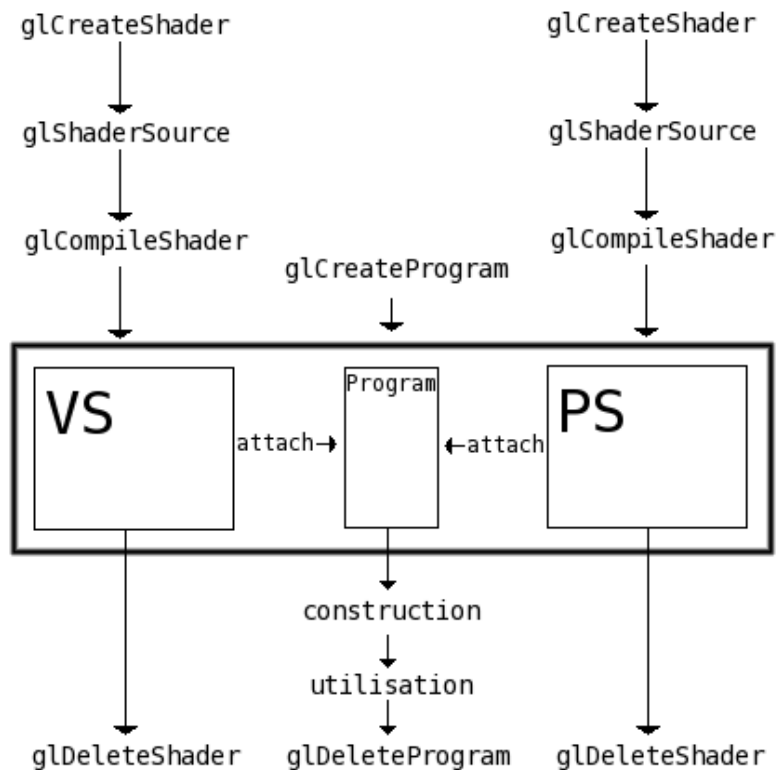 glCreateShader
glCreateShader
glShaderSource
glShaderSource
glCompileShader
glCompileShader
glCreateProgram
VS
Program
PS
attach
attach
construction
utilisation
glDeleteShader
glDeleteProgram
glDeleteShader